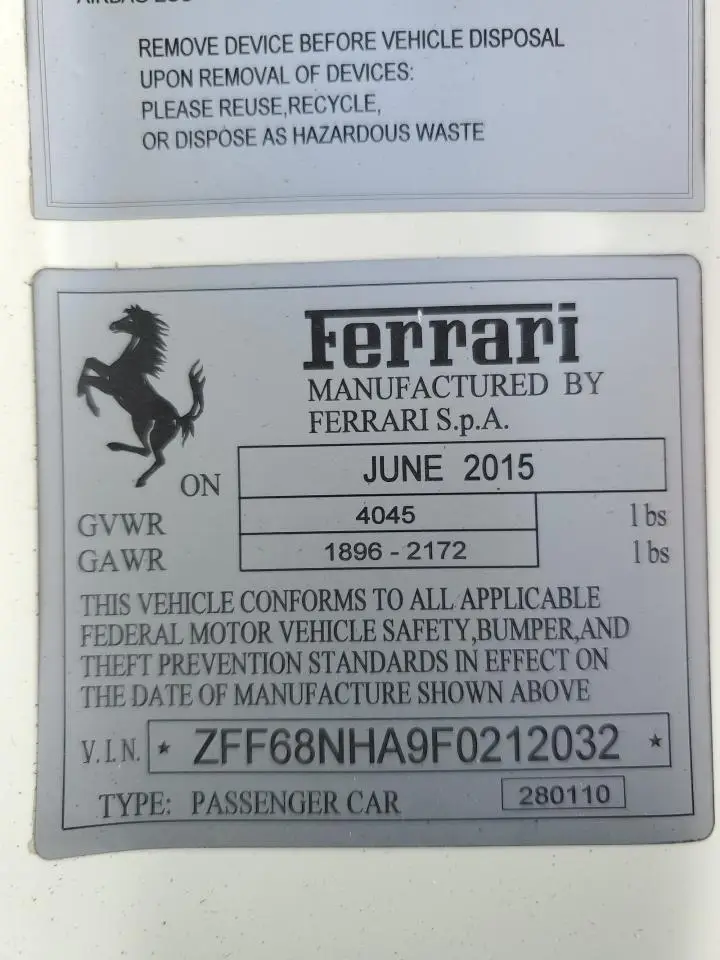 AIRBAG ECU
REMOVE DEVICE BEFORE VEHICLE DISPOSAL
UPON REMOVAL OF DEVICES:
PLEASE REUSE,RECYCLE,
OR DISPOSE AS HAZARDOUS WASTE
Ferrari
MANUFACTURED BY
FERRARI S.p.A.
ON JUNE 2015
GVWR 4045 lbs
GAWR 1896 - 2172 lbs
THIS VEHICLE CONFORMS TO ALL APPLICABLE
FEDERAL MOTOR VEHICLE SAFETY,BUMPER,AND
THEFT PREVENTION STANDARDS IN EFFECT ON
THE DATE OF MANUFACTURE SHOWN ABOVE
V.I.N. * ZFF68NHA9F0212032 *
TYPE: PASSENGER CAR 280110